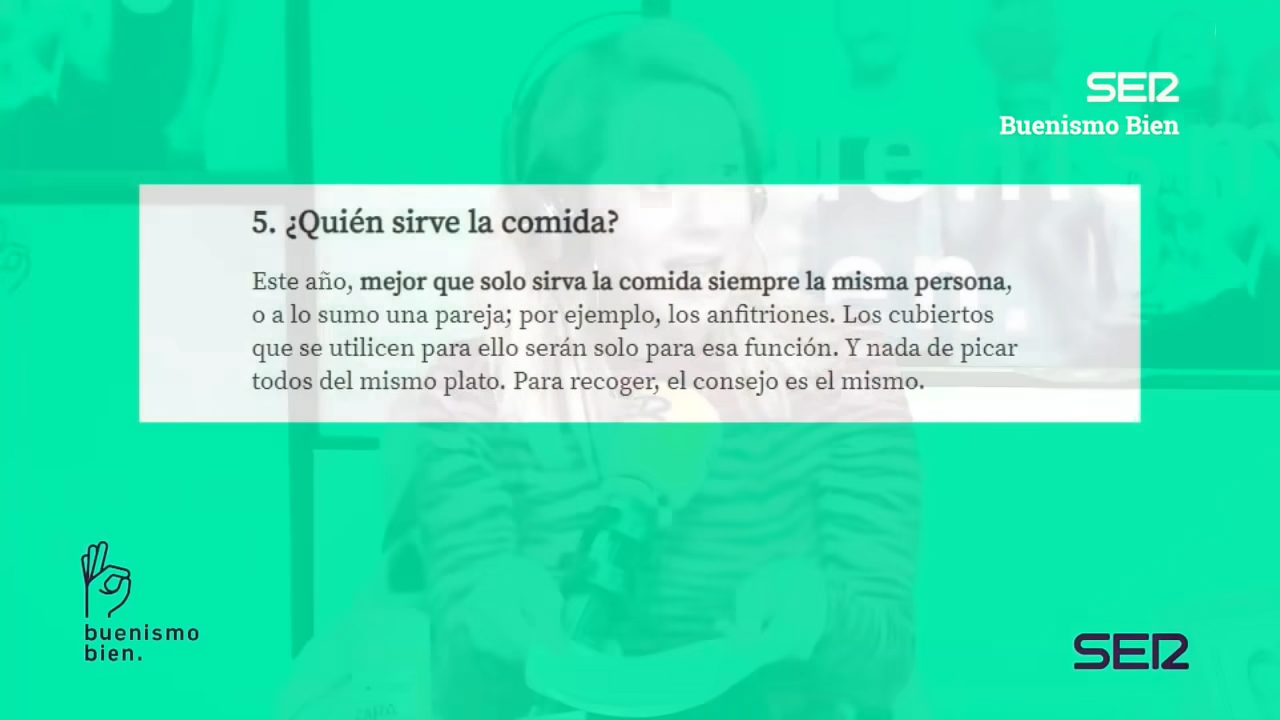 SER
Buenismo Bien
5. ¿Quién sirve la comida?
Este año, mejor que solo sirva la comida siempre la misma persona,
o a lo sumo una pareja; por ejemplo, los anfitriones. Los cubiertos
que se utilicen para ello serán solo para esa función. Y nada de picar
todos del mismo plato. Para recoger, el consejo es el mismo.
buenismo
bien.
SER